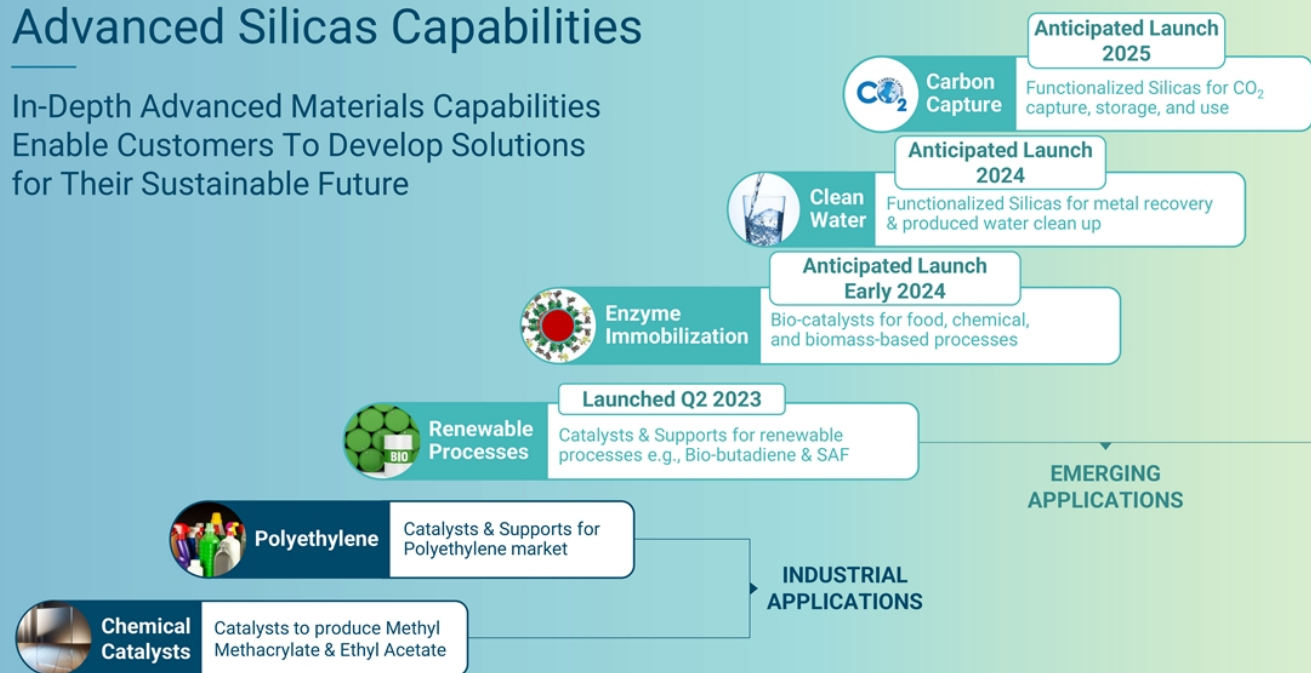 Advanced Silicas Capabilities
In-Depth Advanced Materials Capabilities
Enable Customers To Develop Solutions
for Their Sustainable Future
Anticipated Launch
2025
CO2
Carbon
Capture
Functionalized Silicas for CO₂
capture, storage, and use
Anticipated Launch
2024
Clean
Water
Functionalized Silicas for metal recovery
& produced water clean up
Anticipated Launch
Early 2024
Enzyme
Immobilization
Bio-catalysts for food, chemical,
and biomass-based processes
Launched Q2 2023
BIO
Renewable
Processes
Catalysts & Supports for renewable
processes e.g., Bio-butadiene & SAF
EMERGING
APPLICATIONS
Polyethylene
Catalysts & Supports for
Polyethylene market
INDUSTRIAL
APPLICATIONS
Chemical
Catalysts
Catalysts to produce Methyl
Methacrylate & Ethyl Acetate